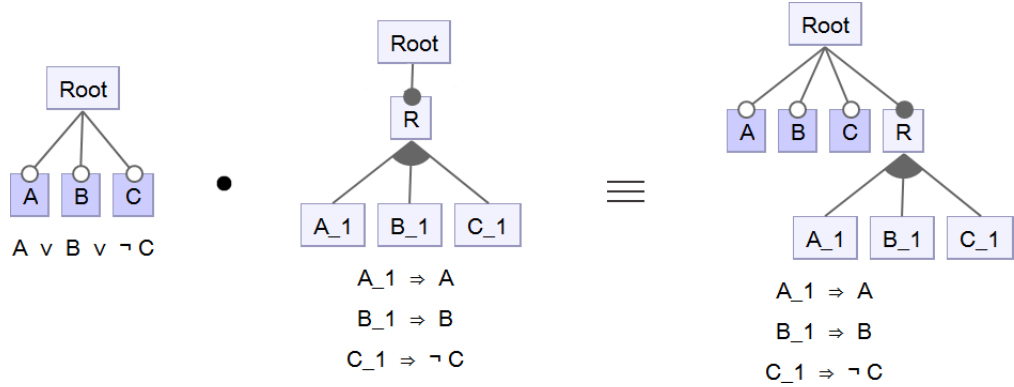 Root
A B C
A ∨ B ∨ ¬ C
•
Root
R
A_1 B_1 C_1
A_1 ⇒ A
B_1 ⇒ B
C_1 ⇒ ¬ C
≡
Root
A B C R
A_1 B_1 C_1
A_1 ⇒ A
B_1 ⇒ B
C_1 ⇒ ¬ C